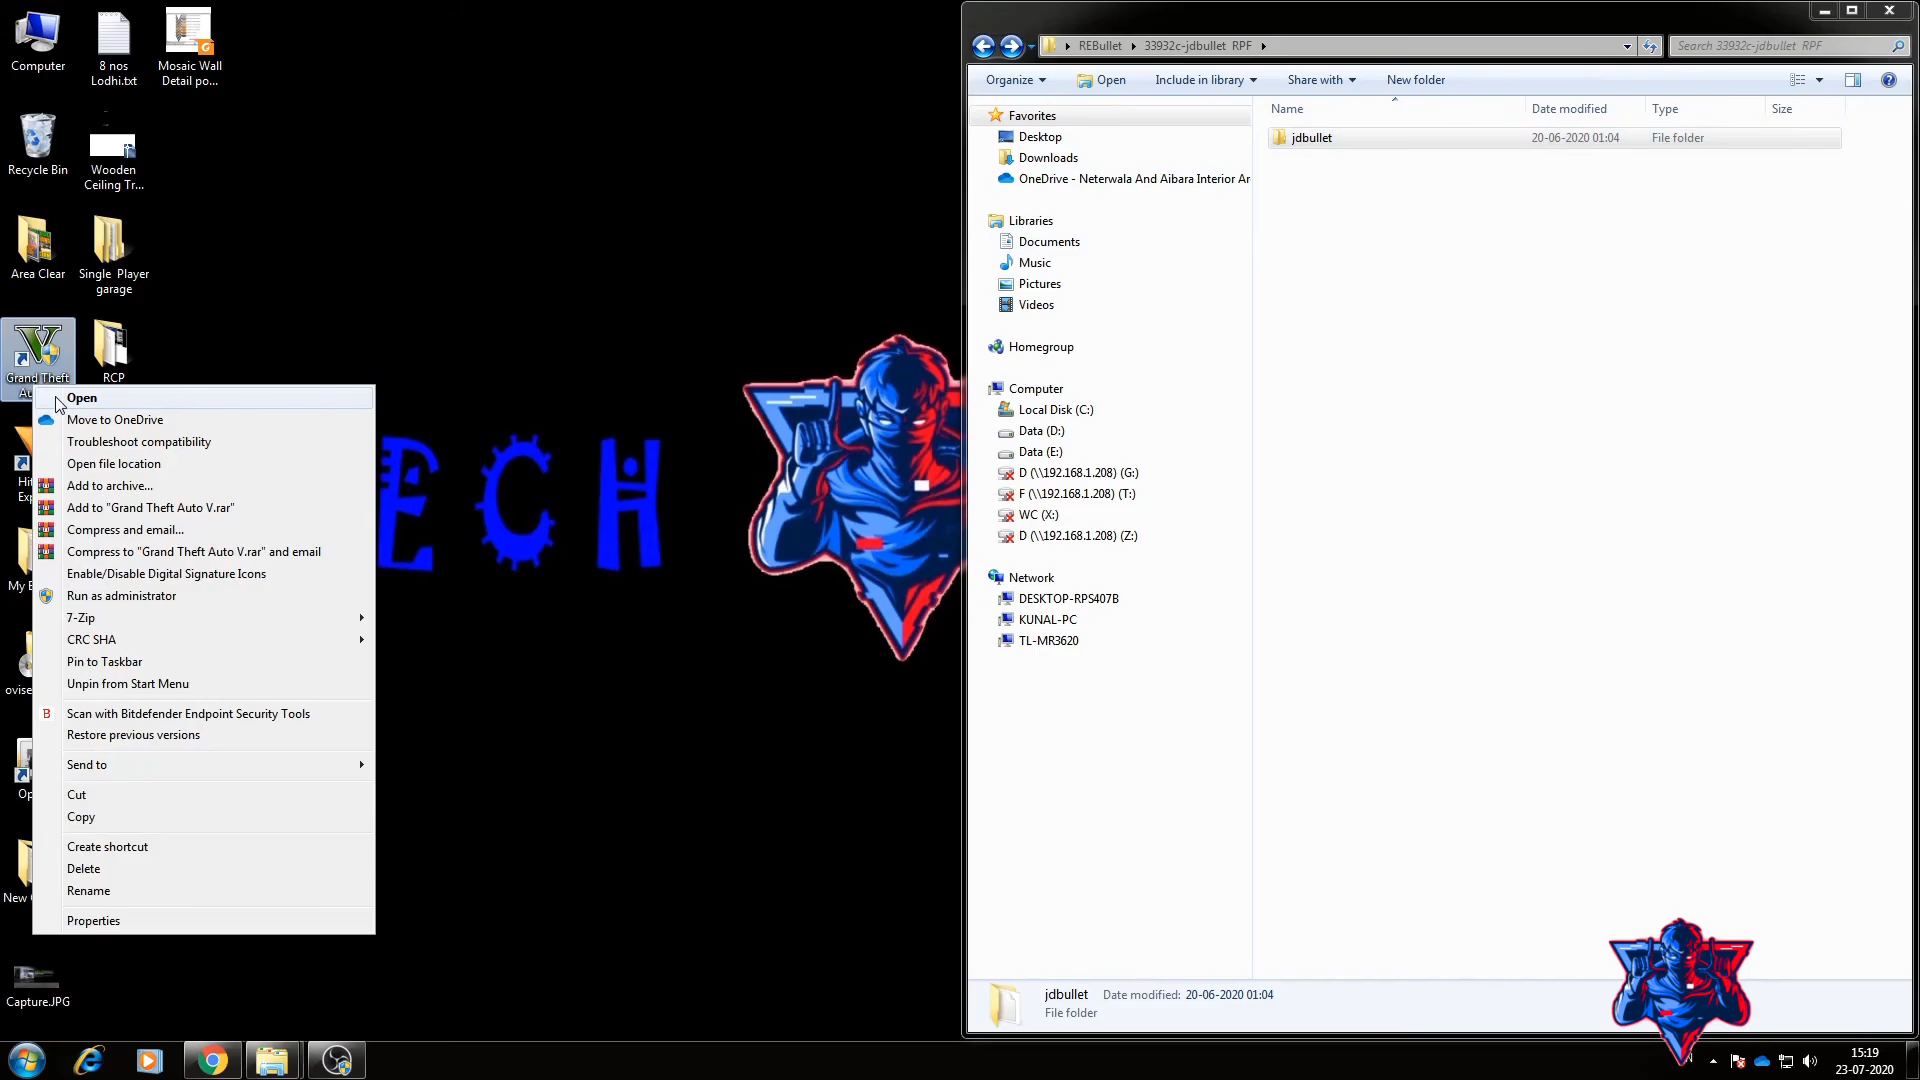 Computer
8 nos
Lodhi.txt
Mosaic Wall
Detail po...
Recycle Bin
Wooden
Ceiling Tr...
Area Clear
Single Player
garage
Grand Theft
RCP
Open
Move to OneDrive
Troubleshoot compatibility
Open file location
Add to archive...
Add to "Grand Theft Auto V.rar"
Compress and email...
Compress to "Grand Theft Auto V.rar" and email
Enable/Disable Digital Signature Icons
Run as administrator
7-Zip
CRC SHA
Pin to Taskbar
Unpin from Start Menu
Scan with Bitdefender Endpoint Security Tools
Restore previous versions
Send to
Cut
Copy
Create shortcut
Delete
Rename
Properties
My
New
Capture.JPG
ECH
REBullet
33932c-jdbullet RPF
Search 33932c-jdbullet RPF
Organize
Open
Include in library
Share with
New folder
Name
Date modified
Type
Size
jdbullet
20-06-2020 01:04
File folder
Favorites
Desktop
Downloads
OneDrive - Neterwala And Aibara Interior Ar
Libraries
Documents
Music
Pictures
Videos
Homegroup
Computer
Local Disk (C:)
Data (D:)
Data (E:)
D (\\192.168.1.208) (G:)
F (\\192.168.1.208) (T:)
WC (X:)
D (\\192.168.1.208) (Z:)
Network
DESKTOP-RPS407B
KUNAL-PC
TL-MR3620
jdbullet
Date modified: 20-06-2020 01:04
File folder
15:19
23-07-2020